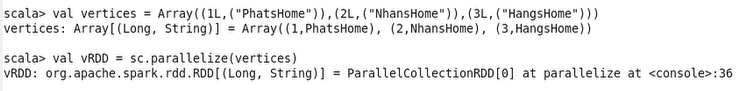 scala> val vertices = Array((1L,("PhatsHome")),(2L,("NhansHome")),(3L,("HangsHome")))
vertices: Array[(Long, String)] = Array((1,PhatsHome), (2,NhansHome), (3,HangsHome))
scala> val vRDD = sc.parallelize(vertices)
vRDD: org.apache.spark.rdd.RDD[(Long, String)] = ParallelCollectionRDD[0] at parallelize at <console>:36